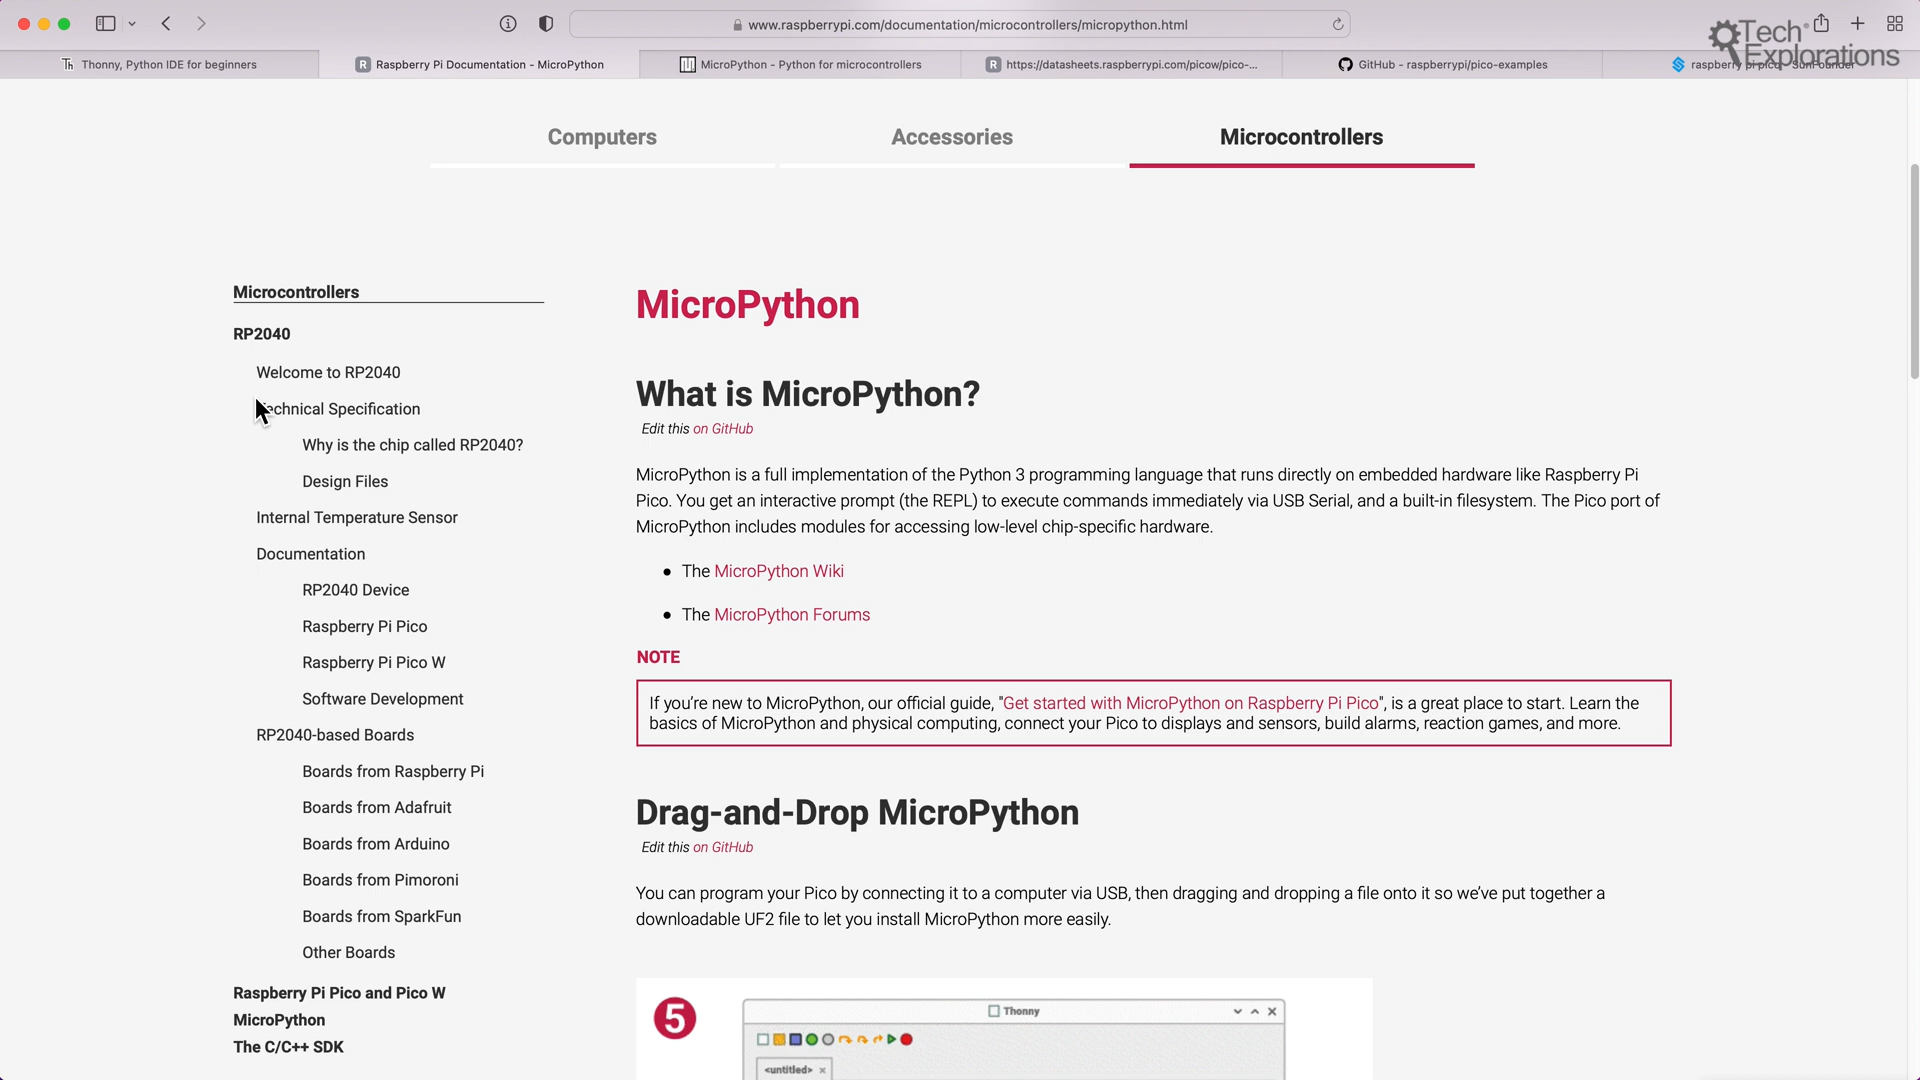 www.raspberrypi.com/documentation/microcontrollers/micropython.html
Tech
Explorations
Th Thonny, Python IDE for beginners
R Raspberry Pi Documentation - MicroPython
MicroPython - Python for microcontrollers
R https://datasheets.raspberrypi.com/picow/pico-...
GitHub - raspberrypi/pico-examples
raspberry pi pico
SunFounder
Computers
Accessories
Microcontrollers
Microcontrollers
RP2040
Welcome to RP2040
Technical Specification
Why is the chip called RP2040?
Design Files
Internal Temperature Sensor
Documentation
RP2040 Device
Raspberry Pi Pico
Raspberry Pi Pico W
Software Development
RP2040-based Boards
Boards from Raspberry Pi
Boards from Adafruit
Boards from Arduino
Boards from Pimoroni
Boards from SparkFun
Other Boards
Raspberry Pi Pico and Pico W
MicroPython
The C/C++ SDK
MicroPython
What is MicroPython?
Edit this on GitHub
MicroPython is a full implementation of the Python 3 programming language that runs directly on embedded hardware like Raspberry Pi
Pico. You get an interactive prompt (the REPL) to execute commands immediately via USB Serial, and a built-in filesystem. The Pico port of
MicroPython includes modules for accessing low-level chip-specific hardware.
• The MicroPython Wiki
• The MicroPython Forums
NOTE
If you're new to MicroPython, our official guide, "Get started with MicroPython on Raspberry Pi Pico", is a great place to start. Learn the
basics of MicroPython and physical computing, connect your Pico to displays and sensors, build alarms, reaction games, and more.
Drag-and-Drop MicroPython
Edit this on GitHub
You can program your Pico by connecting it to a computer via USB, then dragging and dropping a file onto it so we've put together a
downloadable UF2 file to let you install MicroPython more easily.
5
Thonny
<untitled> ×